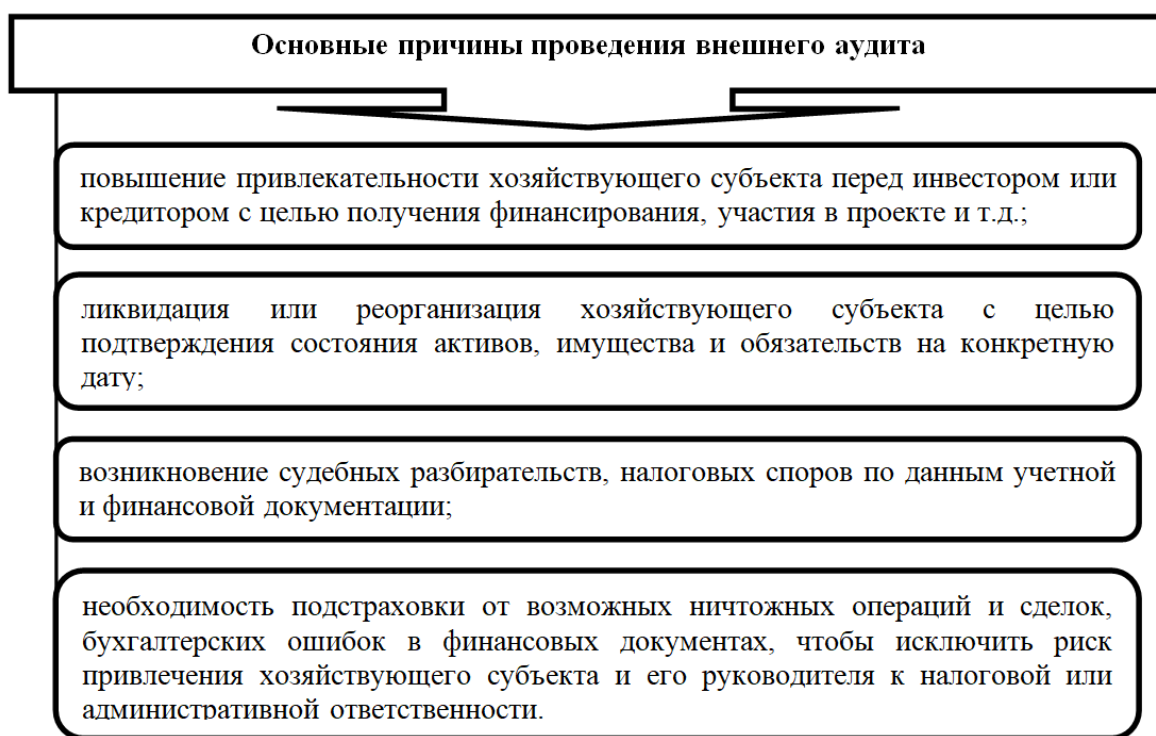 Основные причины проведения внешнего аудита
повышение привлекательности хозяйствующего субъекта перед инвестором или
кредитором с целью получения финансирования, участия в проекте и т.д.;
ликвидация или реорганизация хозяйствующего субъекта с целью
подтверждения состояния активов, имущества и обязательств на конкретную
дату;
возникновение судебных разбирательств, налоговых споров по данным учетной
и финансовой документации;
необходимость подстраховки от возможных ничтожных операций и сделок,
бухгалтерских ошибок в финансовых документах, чтобы исключить риск
привлечения хозяйствующего субъекта и его руководителя к налоговой или
административной ответственности.